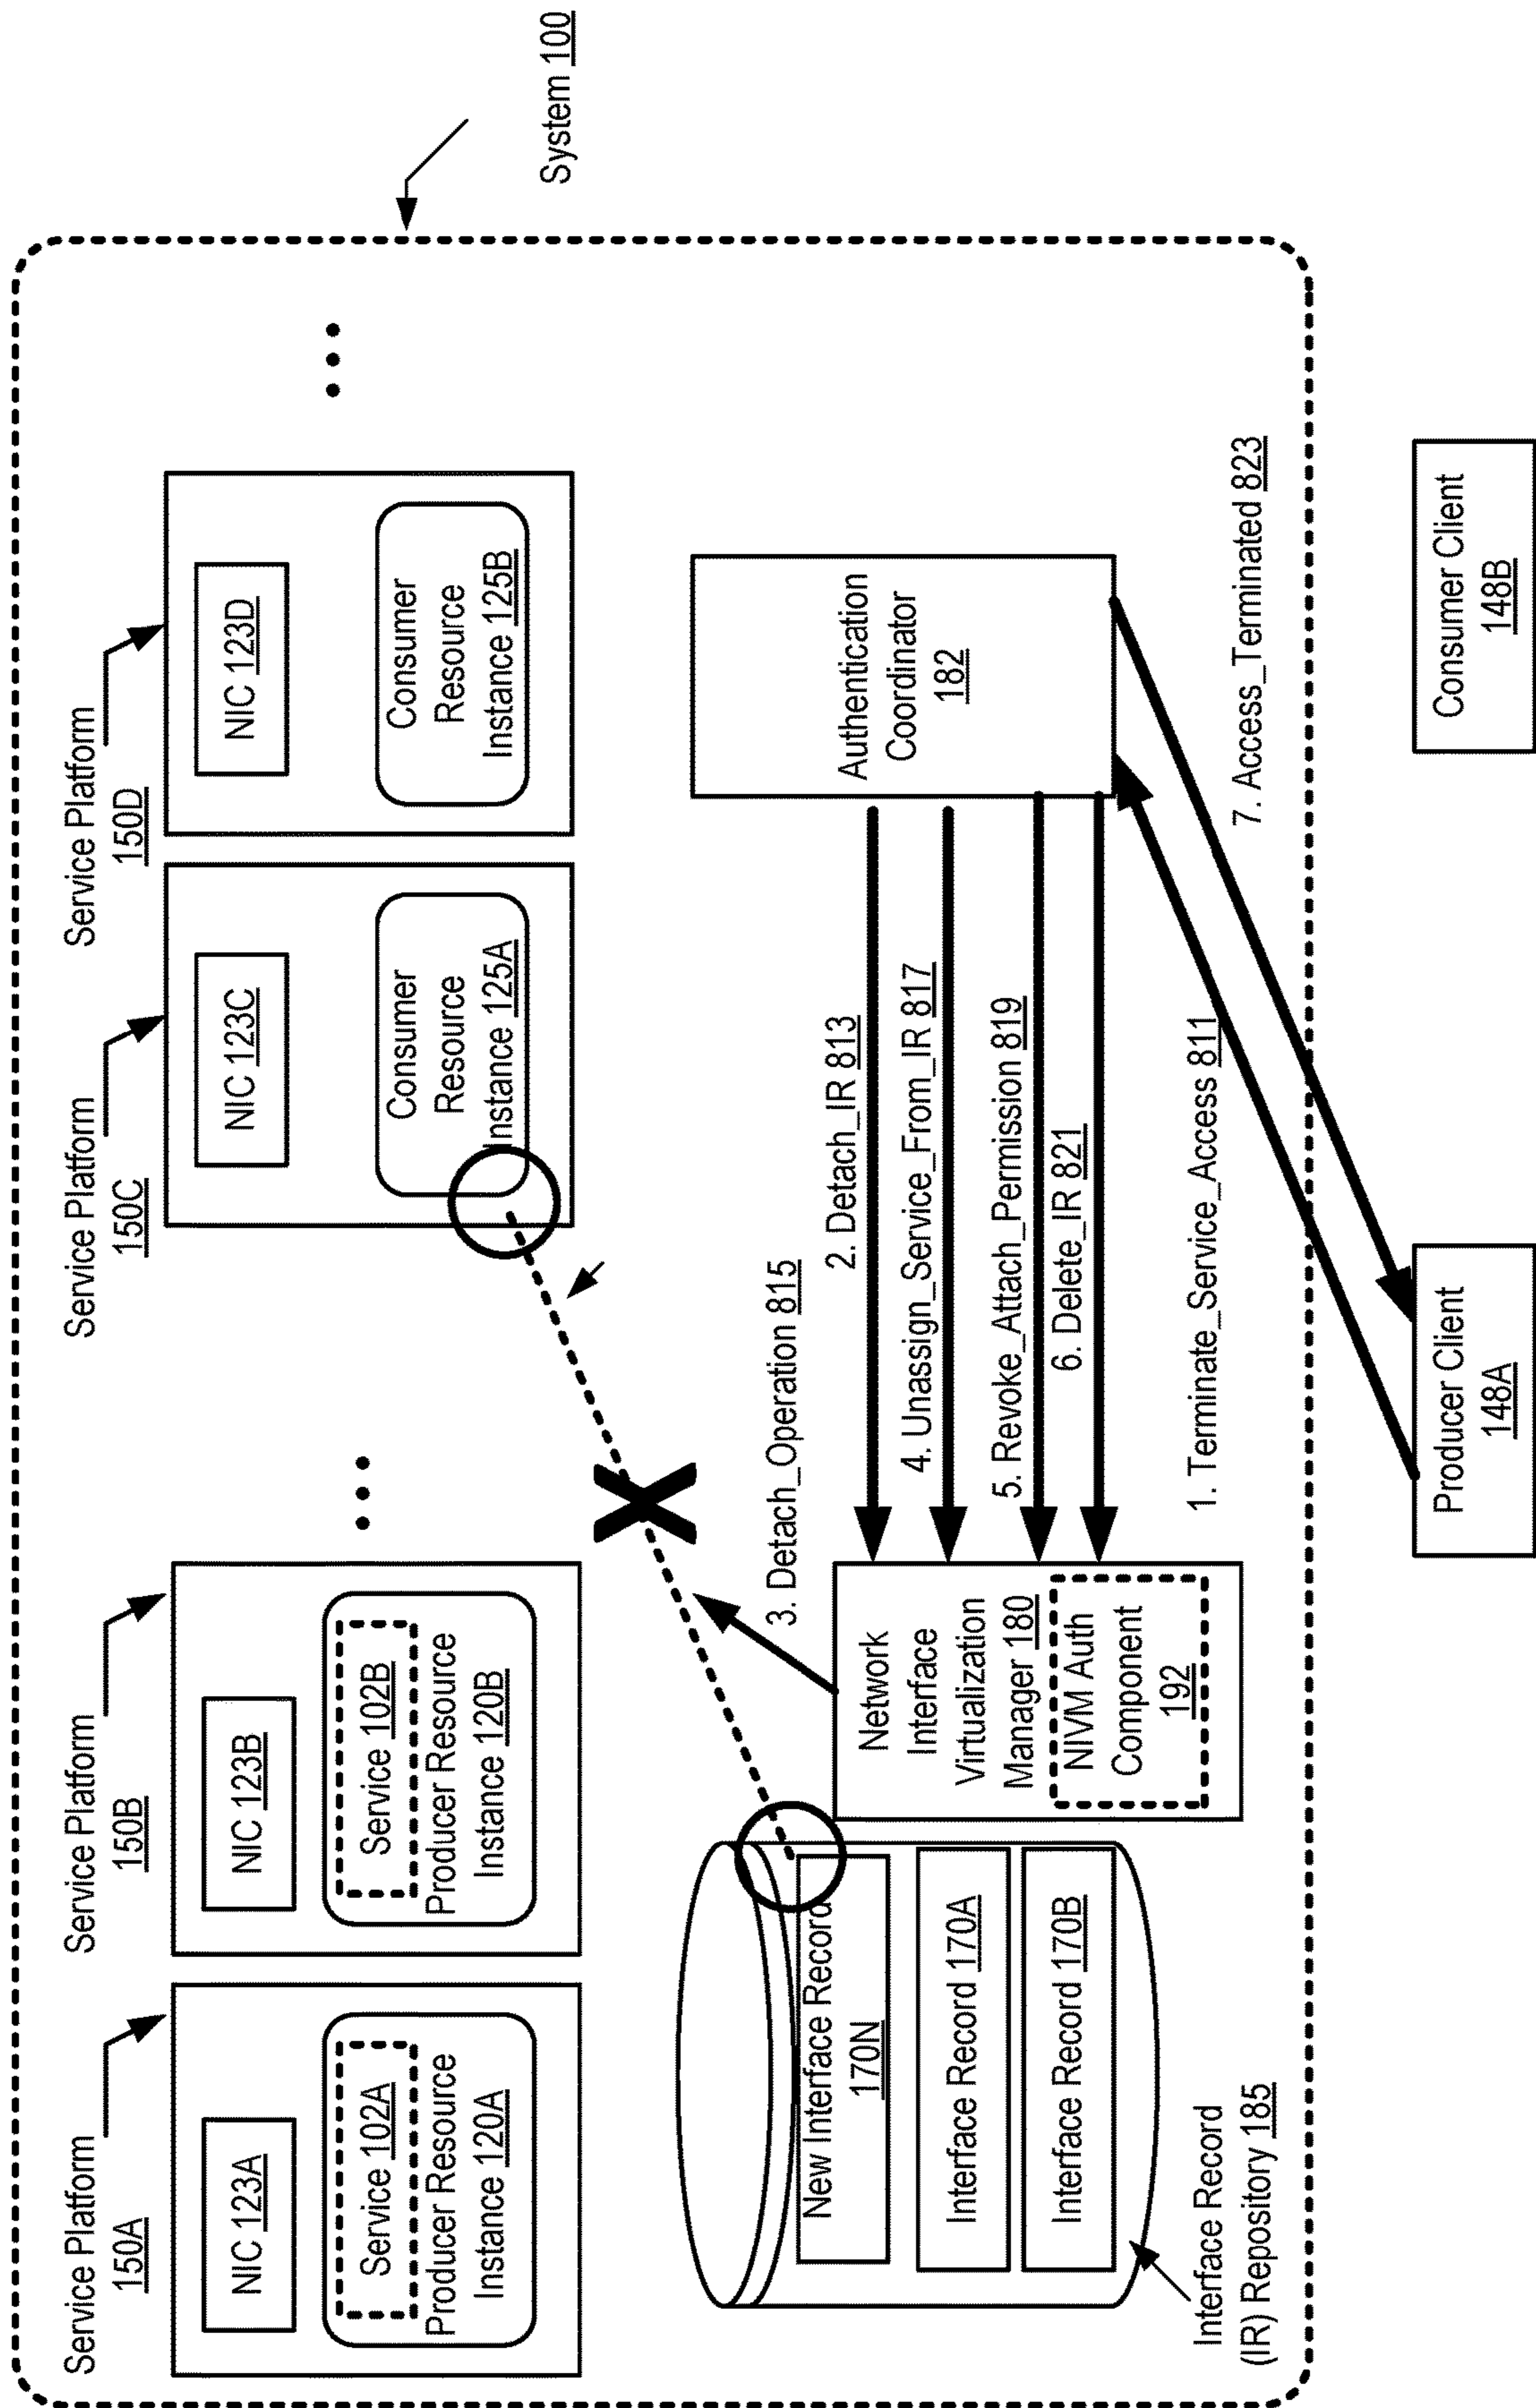 System 100
Service Platform
150A
NIC 123A
Service 102A
Producer Resource
Instance 120A
Service Platform
150B
NIC 123B
Service 102B
Producer Resource
Instance 120B
Service Platform
150C
NIC 123C
Consumer
Resource
Instance 125A
Service Platform
150D
NIC 123D
Consumer
Resource
Instance 125B
New Interface Record
170N
Interface Record 170A
Interface Record 170B
Interface Record
(IR) Repository 185
Network
Interface
Virtualization
Manager 180
NIVM Auth
Component
192
3. Detach_Operation 815
2. Detach_IR 813
4. Unassign_Service_From_IR 817
5. Revoke_Attach_Permission 819
6. Delete_IR 821
1. Terminate_Service_Access 811
Authentication
Coordinator
182
7. Access_Terminated 823
Producer Client
148A
Consumer Client
148B